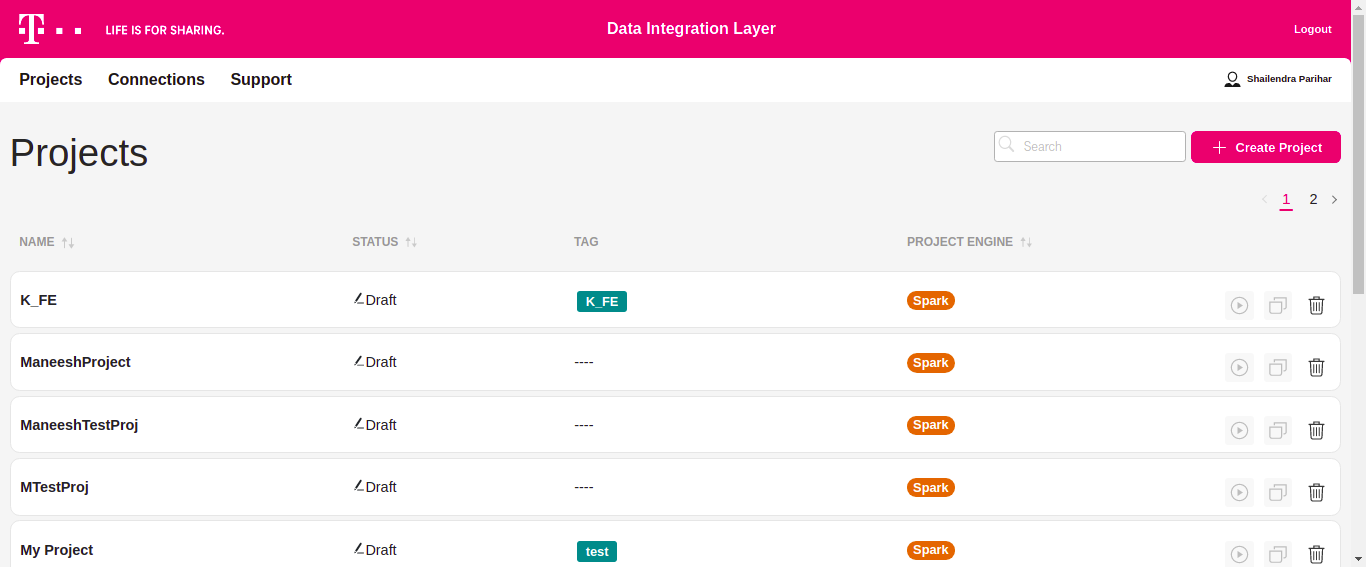 T
LIFE IS FOR SHARING.
Data Integration Layer
Logout
Projects Connections Support
Shailendra Parihar
Projects
Search
Create Project
1 2
NAME STATUS TAG PROJECT ENGINE
K_FE Draft K_FE Spark
ManeeshProject Draft ---- Spark
ManeeshTestProj Draft ---- Spark
MTestProj Draft ---- Spark
My Project Draft test Spark